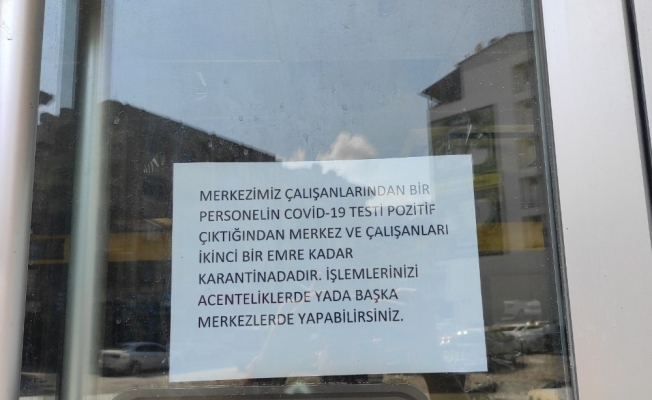 MERKEZİMİZ ÇALIŞANLARINDAN BİR
PERSONELİN COVİD-19 TESTİ POZİTİF
ÇIKTIĞINDAN MERKEZ VE ÇALIŞANLARI
İKİNCİ BİR EMRE KADAR
KARANTİNADADIR. İŞLEMLERİNİZİ
ACENTELİKLERDE YADA BAŞKA
MERKEZLERDE YAPABİLİRSİNİZ.